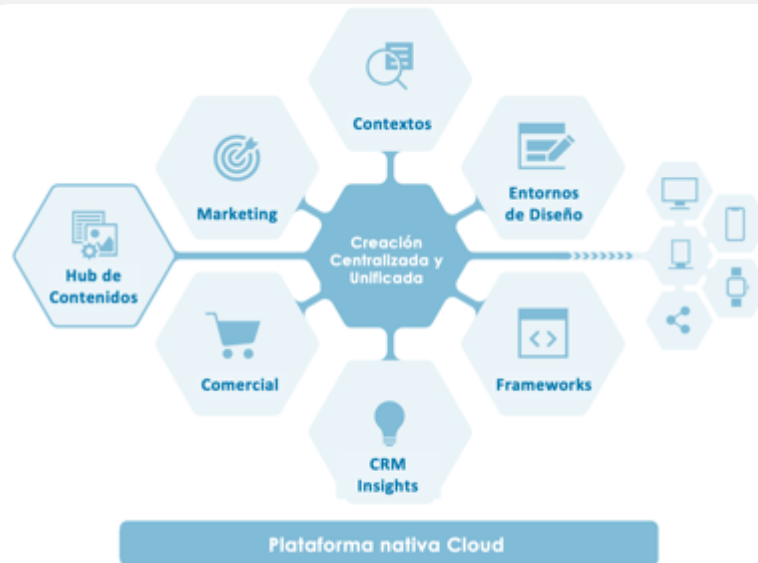 Contextos
Marketing
Entornos
de Diseño
Creación
Centralizada y
Unificada
Hub de
Contenidos
Comercial
Frameworks
CRM
Insights
Plataforma nativa Cloud